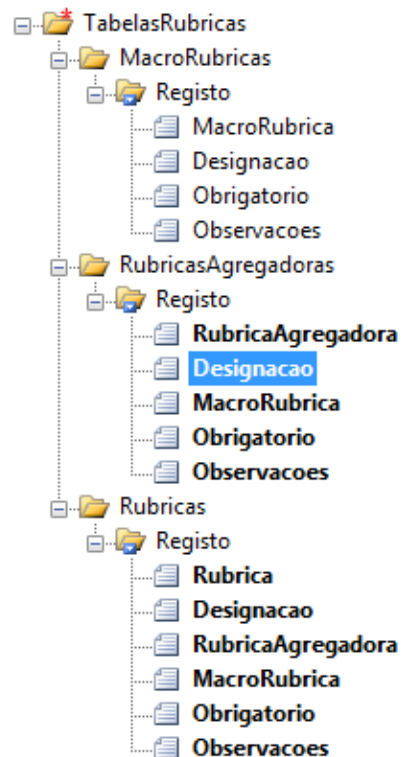 TabelasRubricas
MacroRubricas
Registo
MacroRubrica
Designacao
Obrigatorio
Observacoes
RubricasAgregadoras
Registo
RubricaAgregadora
Designacao
MacroRubrica
Obrigatorio
Observacoes
Rubricas
Registo
Rubrica
Designacao
RubricaAgregadora
MacroRubrica
Obrigatorio
Observacoes